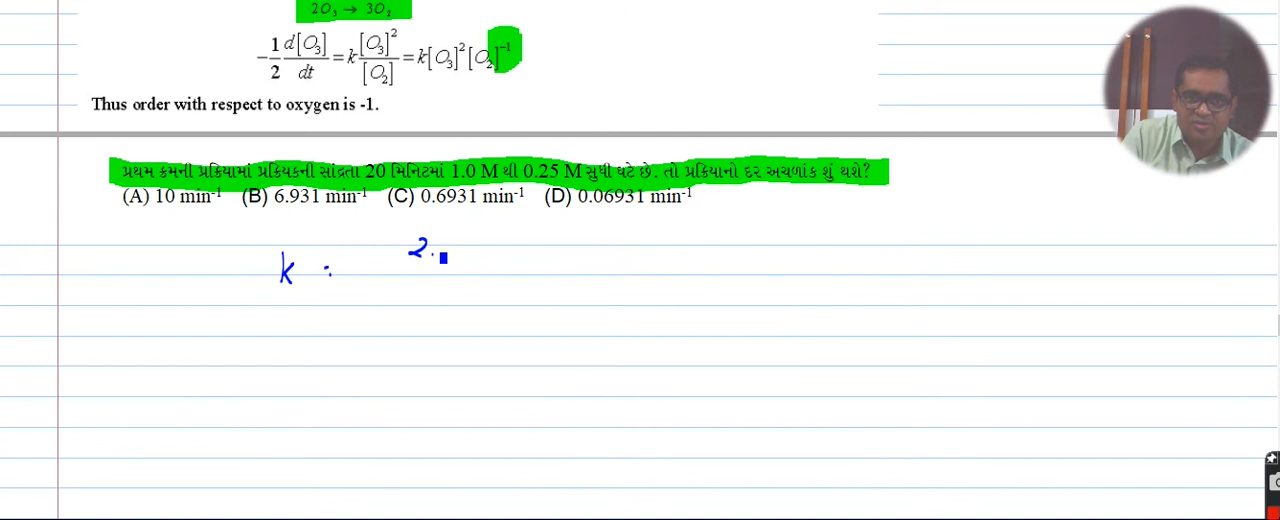 2O₃ → 3O₂
-1/2 d[O₃]/dt = k [O₃]²/[O₂] = k[O₃]²[O₂]⁻¹
Thus order with respect to oxygen is -1.
પ્રથમ ક્રમની પ્રક્રિયામાં પ્રક્રિયકની સાંદ્રતા 20 મિનિટમાં 1.0 M થી 0.25 M સુધી ઘટે છે. તો પ્રક્રિયાનો દર અચળાંક શું થશે?
(A) 10 min⁻¹ (B) 6.931 min⁻¹ (C) 0.6931 min⁻¹ (D) 0.06931 min⁻¹
k : 2.